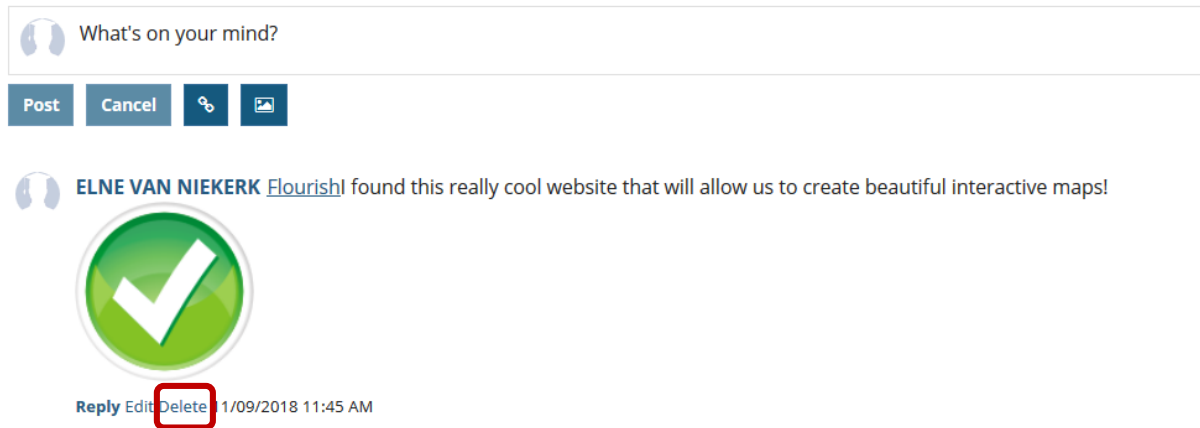 What's on your mind?
Post Cancel
ELNE VAN NIEKERK FlourishI found this really cool website that will allow us to create beautiful interactive maps!
Reply Edit Delete 11/09/2018 11:45 AM